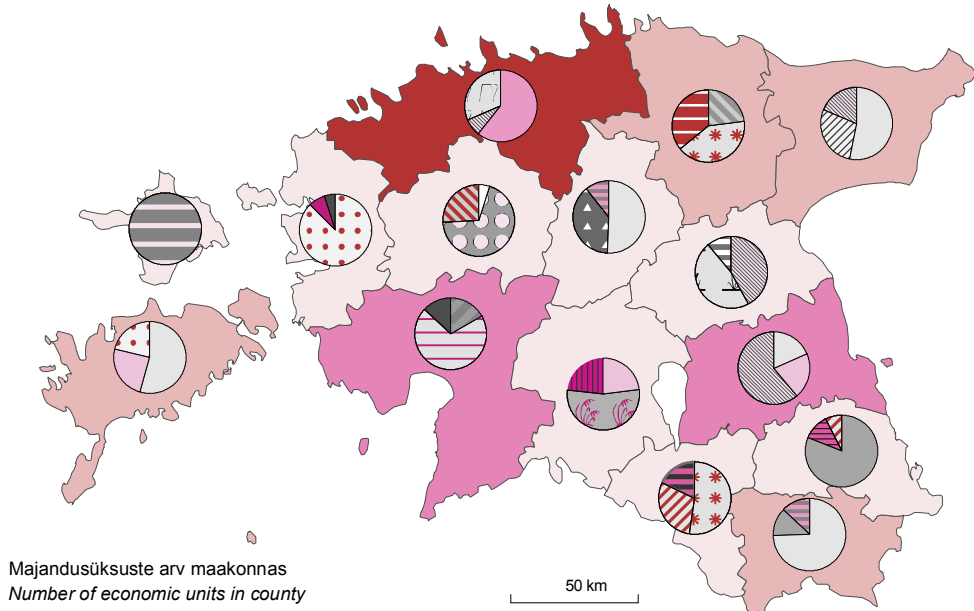 Majandusüksuste arv maakonnas
Number of economic units in county
50 km